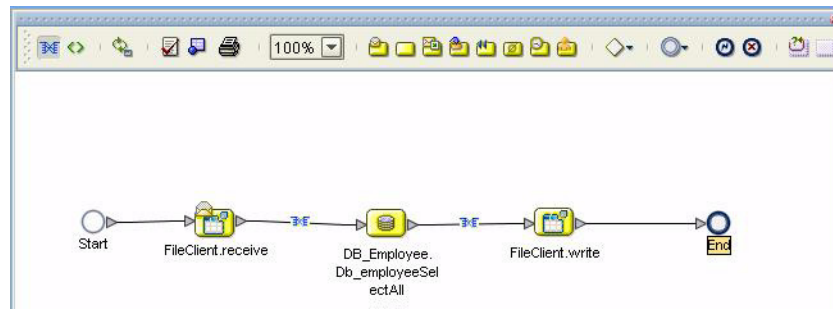 100%
Start
FileClient.receive
DB_Employee.
Db_employeeSel
ectAll
FileClient.write
End